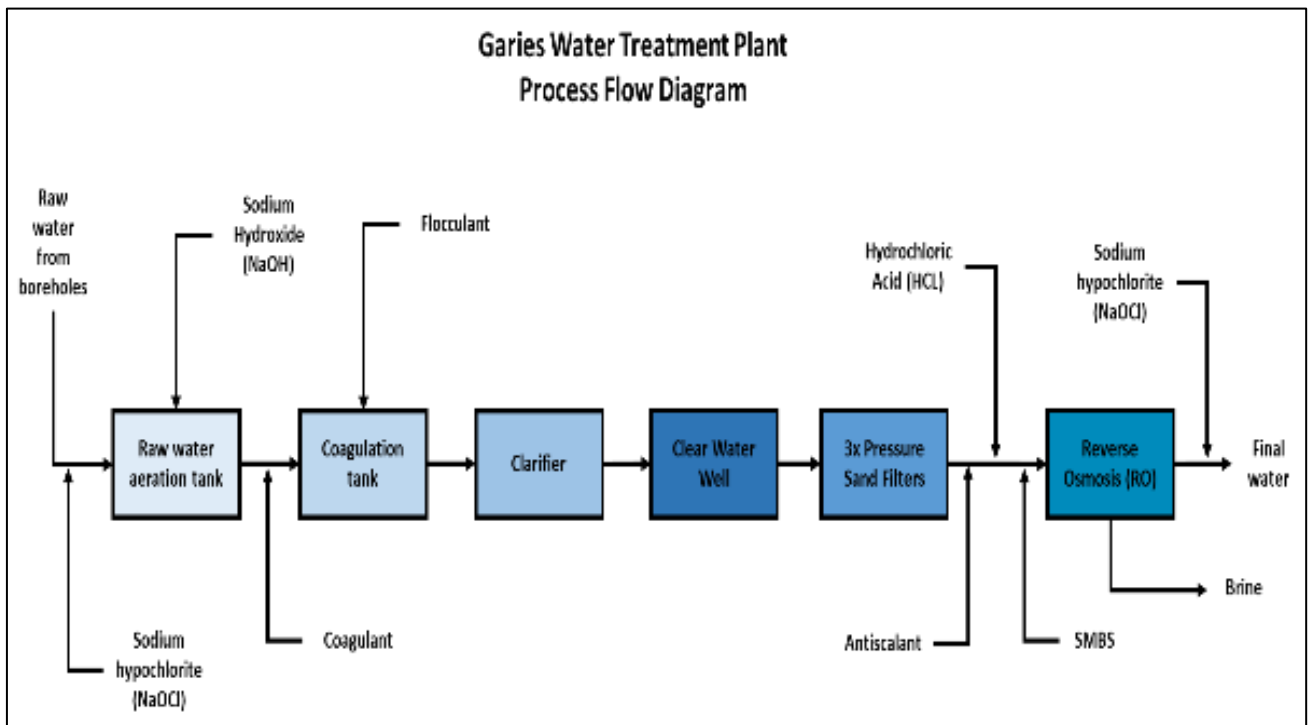 Garies Water Treatment Plant
Process Flow Diagram
Raw
water
from
boreholes
Sodium
Hydroxide
(NaOH)
Flocculant
Hydrochloric
Acid (HCL)
Sodium
hypochlorite
(NaOCl)
Raw water
aeration tank
Coagulation
tank
Clarifier
Clear Water
Well
3x Pressure
Sand Filters
Reverse
Osmosis (RO)
Final
water
Brine
Sodium
hypochlorite
(NaOCl)
Coagulant
Antiscalant
SMBS